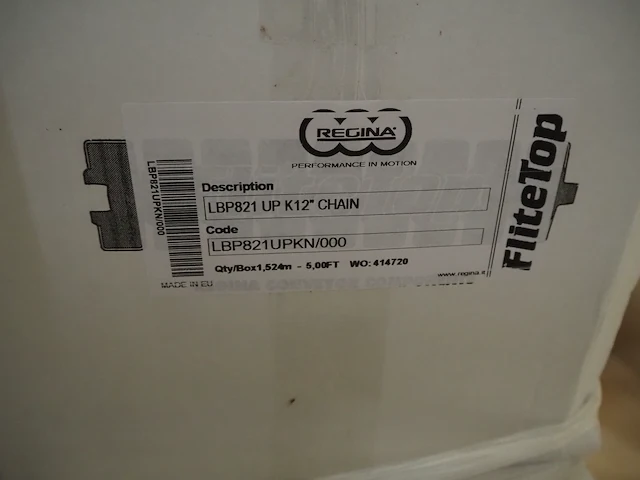 REGINA
PERFORMANCE IN MOTION
Description
LBP821 UP K12" CHAIN
Code
LBP821UPKN/000
Qty/Box1,524m - 5,00FT WO: 414720
www.regina.it
MADE IN EU
LBP821UPKN/000
FliteTop